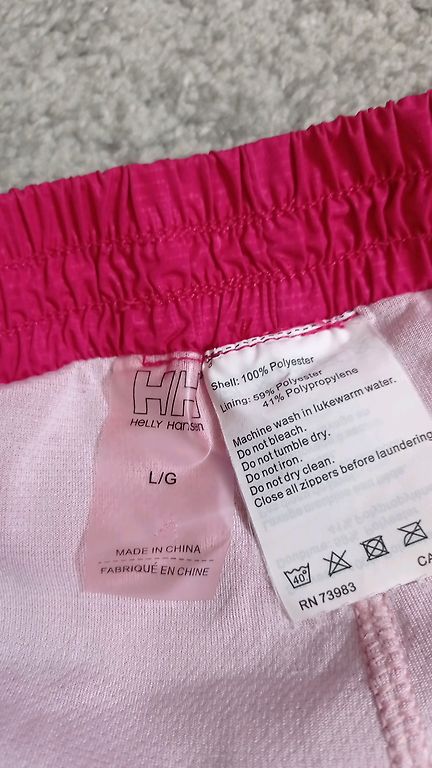 HH
HELLY HANSEN
L/G
MADE IN CHINA
FABRIQUÉ EN CHINE
Shell: 100% Polyester
Lining: 59% Polyester
41% Polypropylene
Machine wash in lukewarm water.
Do not bleach.
Do not tumble dry.
Do not iron.
Do not dry clean.
Close all zippers before laundering
40°
RN 73983
CA